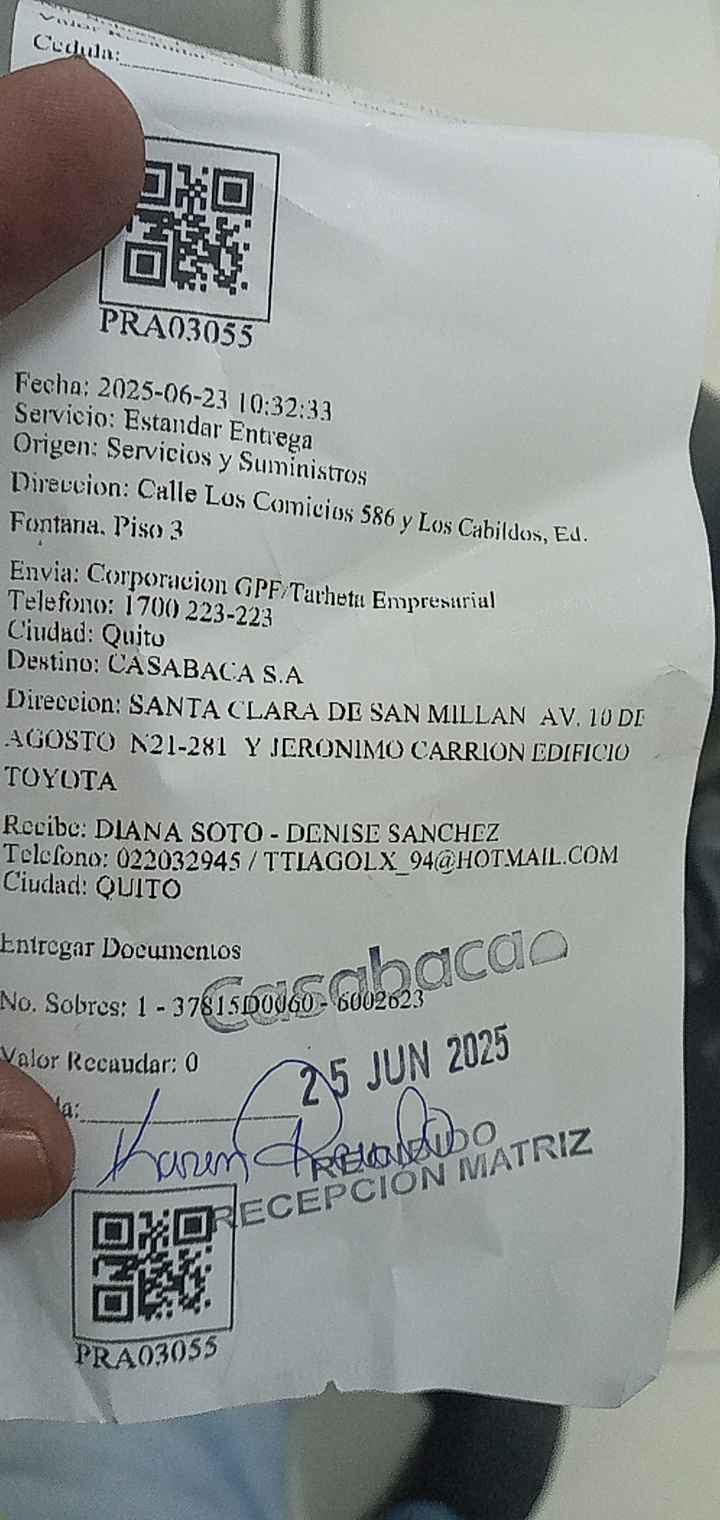 Cedula:
PRA03055
Fecha: 2025-06-23 10:32:33
Servicio: Estandar Entrega
Origen: Servicios y Suministros
Direccion: Calle Los Comicios 586 y Los Cabildos, Ed.
Fontana. Piso 3
Envia: Corporacion GPF/Tarheta Empresarial
Telefono: 1700 223-223
Ciudad: Quito
Destino: CASABACA S.A
Direccion: SANTA CLARA DE SAN MILLAN AV. 10 DE
AGOSTO N21-281 Y JERONIMO CARRION EDIFICIO
TOYOTA
Recibe: DIANA SOTO - DENISE SANCHEZ
Telefono: 022032945 / TTIAGOLX_94@HOTMAIL.COM
Ciudad: QUITO
Entregar Documentos
Casabaca
No. Sobres: 1 - 37815D0060 - 6002623
Valor Recaudar: 0
25 JUN 2025
la:
Karen
RECIBIDO
RECEPCIÓN MATRIZ
PRA03055